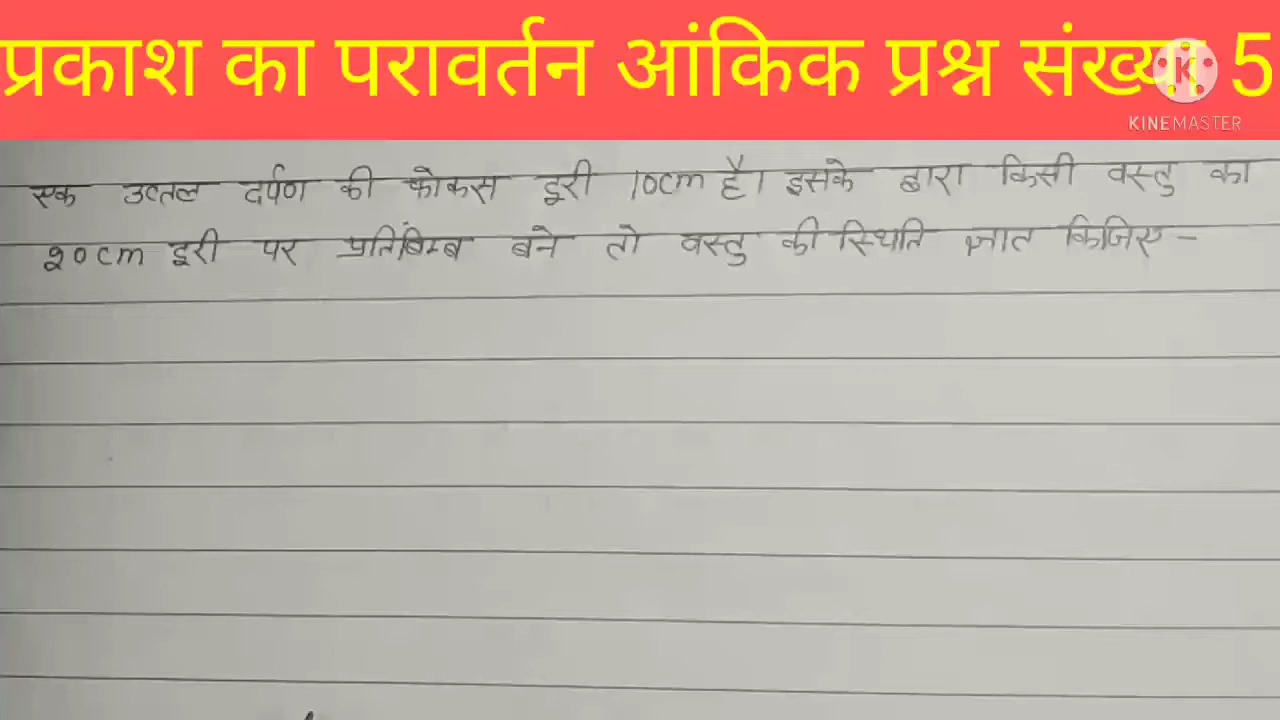 प्रकाश का परावर्तन आंकिक प्रश्न संख्या 5
KINEMASTER
एक उत्तल दर्पण की फोकस दूरी 10cm है। इसके द्वारा किसी वस्तु का
20cm दूरी पर प्रतिबिंम्ब बने तो वस्तु की स्थिति ज्ञात किजिए -